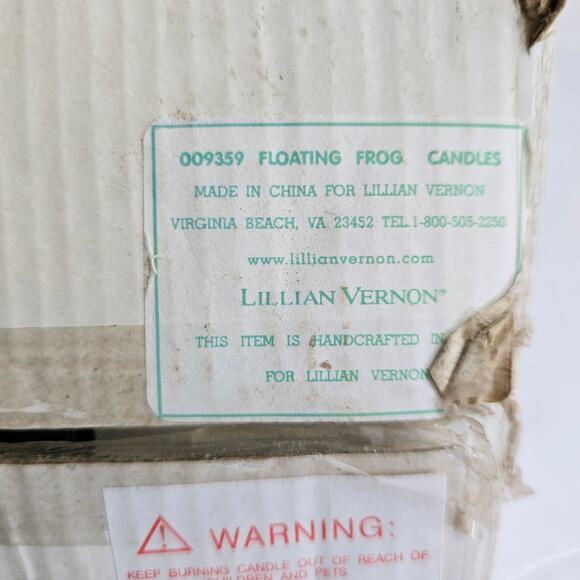 009359 FLOATING FROG CANDLES
MADE IN CHINA FOR LILLIAN VERNON
VIRGINIA BEACH, VA 23452 TEL.1-800-505-2250
www.lillianvernon.com
LILLIAN VERNON®
THIS ITEM IS HANDCRAFTED IN
FOR LILLIAN VERNON
WARNING:
KEEP BURNING CANDLE OUT OF REACH OF
CHILDREN AND PETS